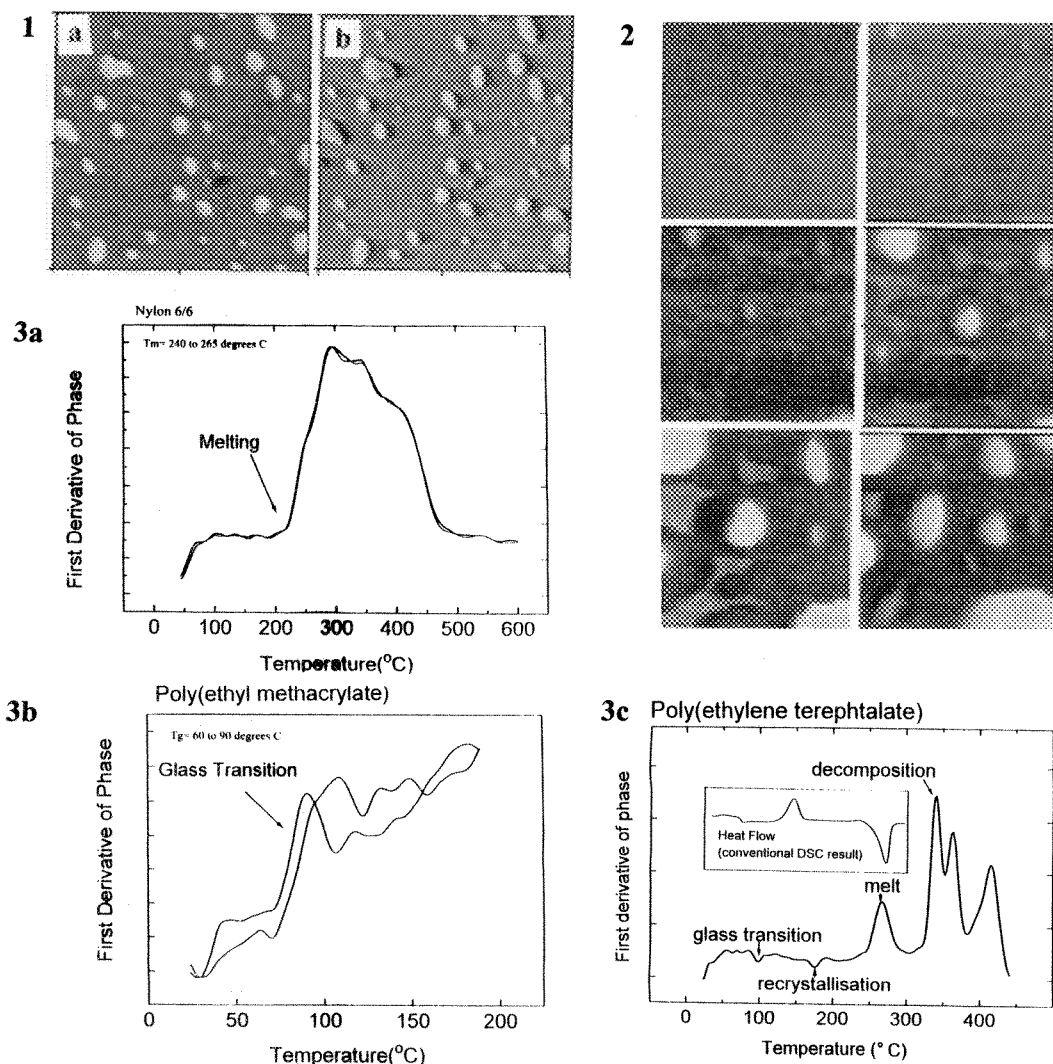 1
a
b
2
3a
Nylon 6/6
Tm= 240 to 265 degrees C
Melting
First Derivative of Phase
0 100 200 300 400 500 600
Temperature(°C)
3b
Poly(ethyl methacrylate)
Tg= 60 to 90 degrees C
Glass Transition
First Derivative of Phase
0 50 100 150 200
Temperature(°C)
3c Poly(ethylene terephtalate)
decomposition
Heat Flow
(conventional DSC result)
melt
glass transition
recrystallisation
First derivative of phase
0 100 200 300 400
Temperature (° C)